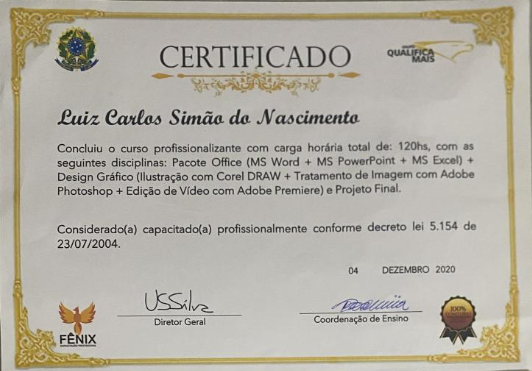 CERTIFICADO
QUALIFICA
MAIS
Luiz Carlos Simão do Nascimento
Concluiu o curso profissionalizante com carga horária total de: 120hs, com as
seguintes disciplinas: Pacote Office (MS Word + MS PowerPoint + MS Excel) +
Design Gráfico (Ilustração com Corel DRAW + Tratamento de Imagem com Adobe
Photoshop + Edição de Vídeo com Adobe Premiere) e Projeto Final.
Considerado(a) capacitado(a) profissionalmente conforme decreto lei 5.154 de
23/07/2004.
04 DEZEMBRO 2020
USSilva
Diretor Geral
Coordenação de Ensino
FÊNIX
100%